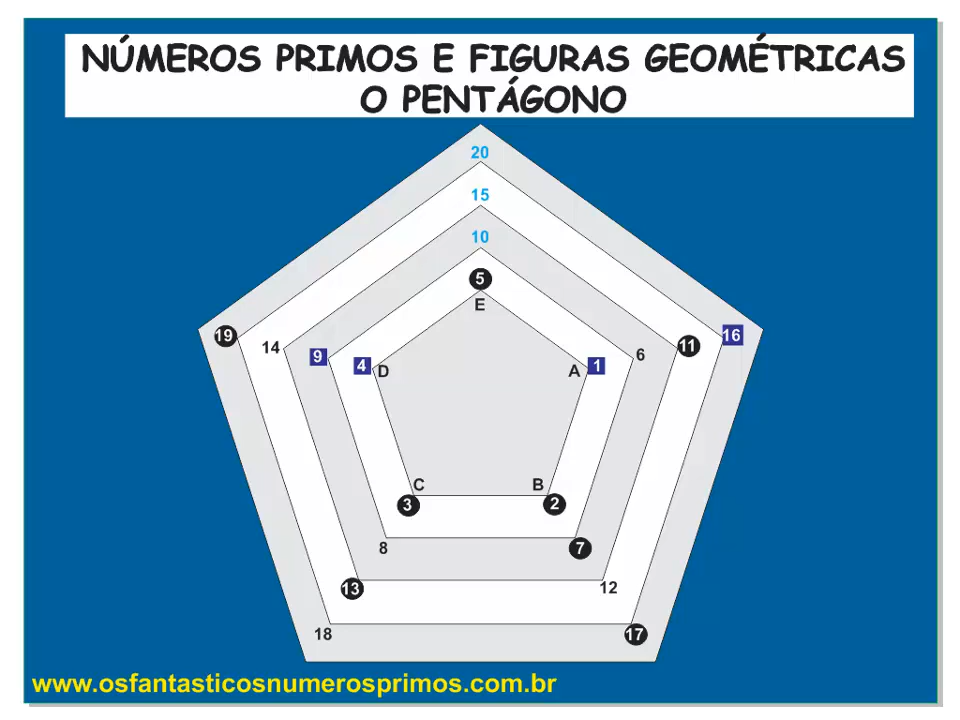 NÚMEROS PRIMOS E FIGURAS GEOMÉTRICAS
O PENTÁGONO
20
15
10
5
E
19
14
9
4
D
A
1
6
11
16
C
B
3
2
8
7
13
12
18
17
www.osfantasticosnumerosprimos.com.br